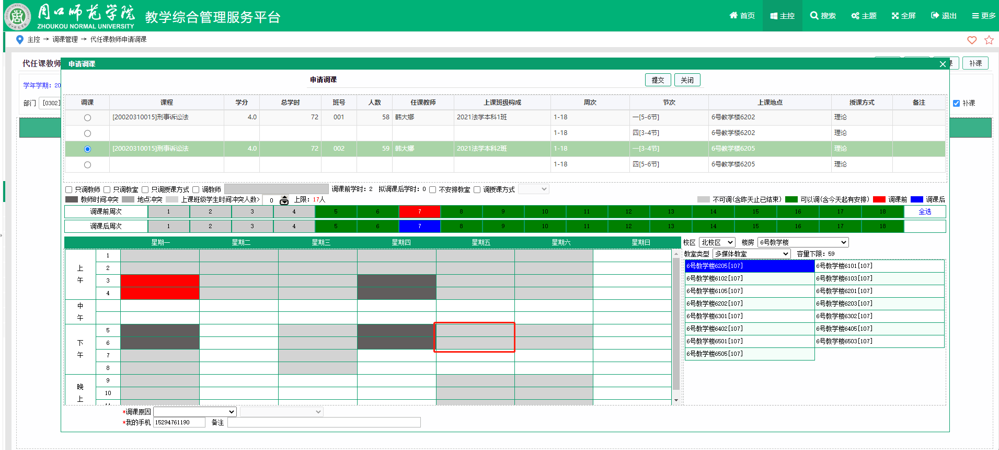 周口师范学院
ZHOUKOU NORMAL UNIVERSITY
教学综合管理服务平台
首页 主控 搜索 主题 全屏 退出 更多
主控 → 调课管理 → 代任课教师申请调课
代任课教师
申请调课
课 补课
学年学期：20
部门 [0302]
补课
申请调课
提交 关闭
调课 课程 学分 总学时 班号 人数 任课教师 上课班级构成 周次 节次 上课地点 授课方式 备注
[20020310015]刑事诉讼法 4.0 72 001 58 韩大娜 2021法学本科1班 1-18 一[5-6节] 6号教学楼6202 理论
1-18 四[3-4节] 6号教学楼6202 理论
[20020310015]刑事诉讼法 4.0 72 002 59 韩大娜 2021法学本科2班 1-18 一[3-4节] 6号教学楼6205 理论
1-18 四[5-6节] 6号教学楼6205 理论
只调教师 只调教室 只调授课方式 调教师 调课前学时：2 拟调课后学时：0 不安排教室 调授课方式
教师时间冲突 地点冲突 上课班级学生时间冲突人数> 0 上限：17人 不可调(含昨天止已结束) 可以调(含今天起有安排) 调课前 调课后
调课前周次 1 2 3 4 5 6 7 8 9 10 11 12 13 14 15 16 17 18 全选
调课后周次 1 2 3 4 5 6 7 8 9 10 11 12 13 14 15 16 17 18
星期一 星期二 星期三 星期四 星期五 星期六 星期日
上午
1
2
3
4
中午
下午
5
6
7
8
晚上
9
10
11
校区 北校区 楼房 6号教学楼
教室类型 多媒体教室 容量下限：59
6号教学楼6205[107] 6号教学楼6101[107]
6号教学楼6102[107] 6号教学楼6103[107]
6号教学楼6105[107] 6号教学楼6201[107]
6号教学楼6202[107] 6号教学楼6203[107]
6号教学楼6301[107] 6号教学楼6302[107]
6号教学楼6402[107] 6号教学楼6405[107]
6号教学楼6501[107] 6号教学楼6503[107]
6号教学楼6505[107]
*调课原因
*我的手机 15294761190 备注